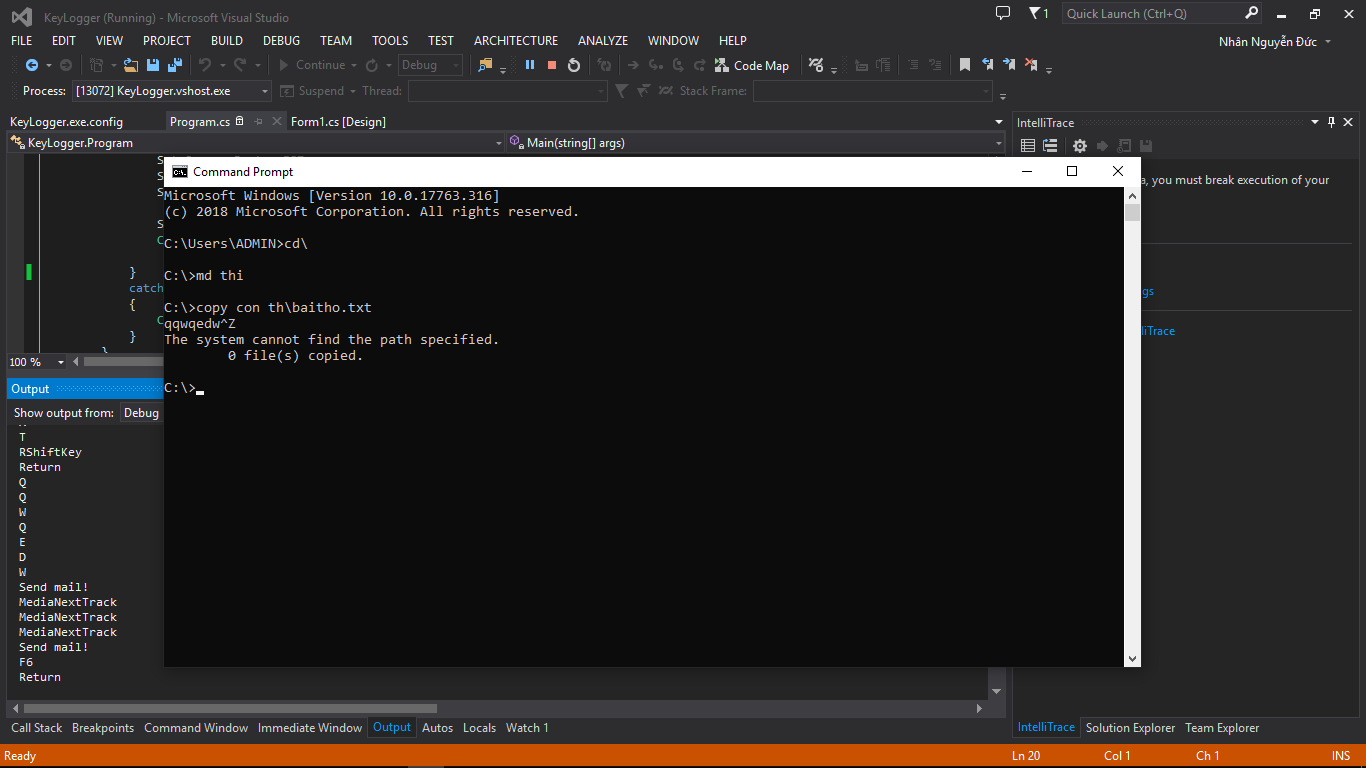 KeyLogger (Running) - Microsoft Visual Studio
1
Quick Launch (Ctrl+Q)
FILE EDIT VIEW PROJECT BUILD DEBUG TEAM TOOLS TEST ARCHITECTURE ANALYZE WINDOW HELP
Nhân Nguyễn Đức
Continue Debug Code Map
Process: [13072] KeyLogger.vshost.exe Suspend Thread: Stack Frame:
KeyLogger.exe.config Program.cs Form1.cs [Design]
KeyLogger.Program Main(string[] args)
IntelliTrace
a, you must break execution of your
gs
liTrace
S
S
S
S
C
}
catch
{
C
}
}
100 %
Command Prompt
Microsoft Windows [Version 10.0.17763.316]
(c) 2018 Microsoft Corporation. All rights reserved.
C:\Users\ADMIN>cd\
C:\>md thi
C:\>copy con th\baitho.txt
qqwqedw^Z
The system cannot find the path specified.
0 file(s) copied.
C:\>
Output
Show output from: Debug
T
RShiftKey
Return
Q
Q
W
Q
E
D
W
Send mail!
MediaNextTrack
MediaNextTrack
MediaNextTrack
Send mail!
F6
Return
Call Stack Breakpoints Command Window Immediate Window Output Autos Locals Watch 1
IntelliTrace Solution Explorer Team Explorer
Ready Ln 20 Col 1 Ch 1 INS